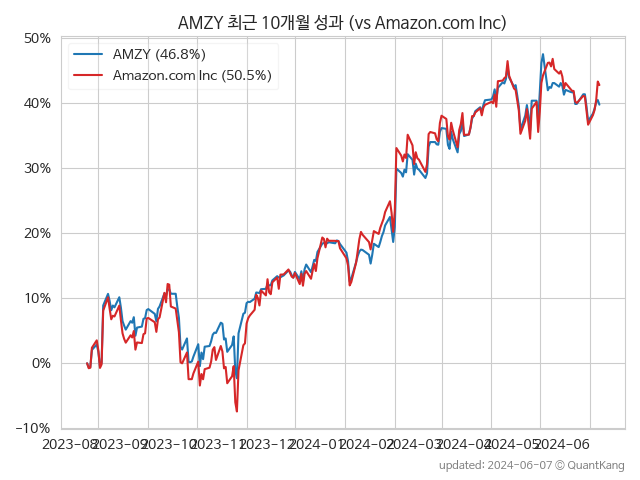 AMZY 최근 10개월 성과 (vs Amazon.com Inc)
AMZY (46.8%)
Amazon.com Inc (50.5%)
50%
40%
30%
20%
10%
0%
−10%
2023−08 2023−09 2023−10 2023−11 2023−12 2024−01 2024−02 2024−03 2024−04 2024−05 2024−06
updated: 2024-06-07 © QuantKang